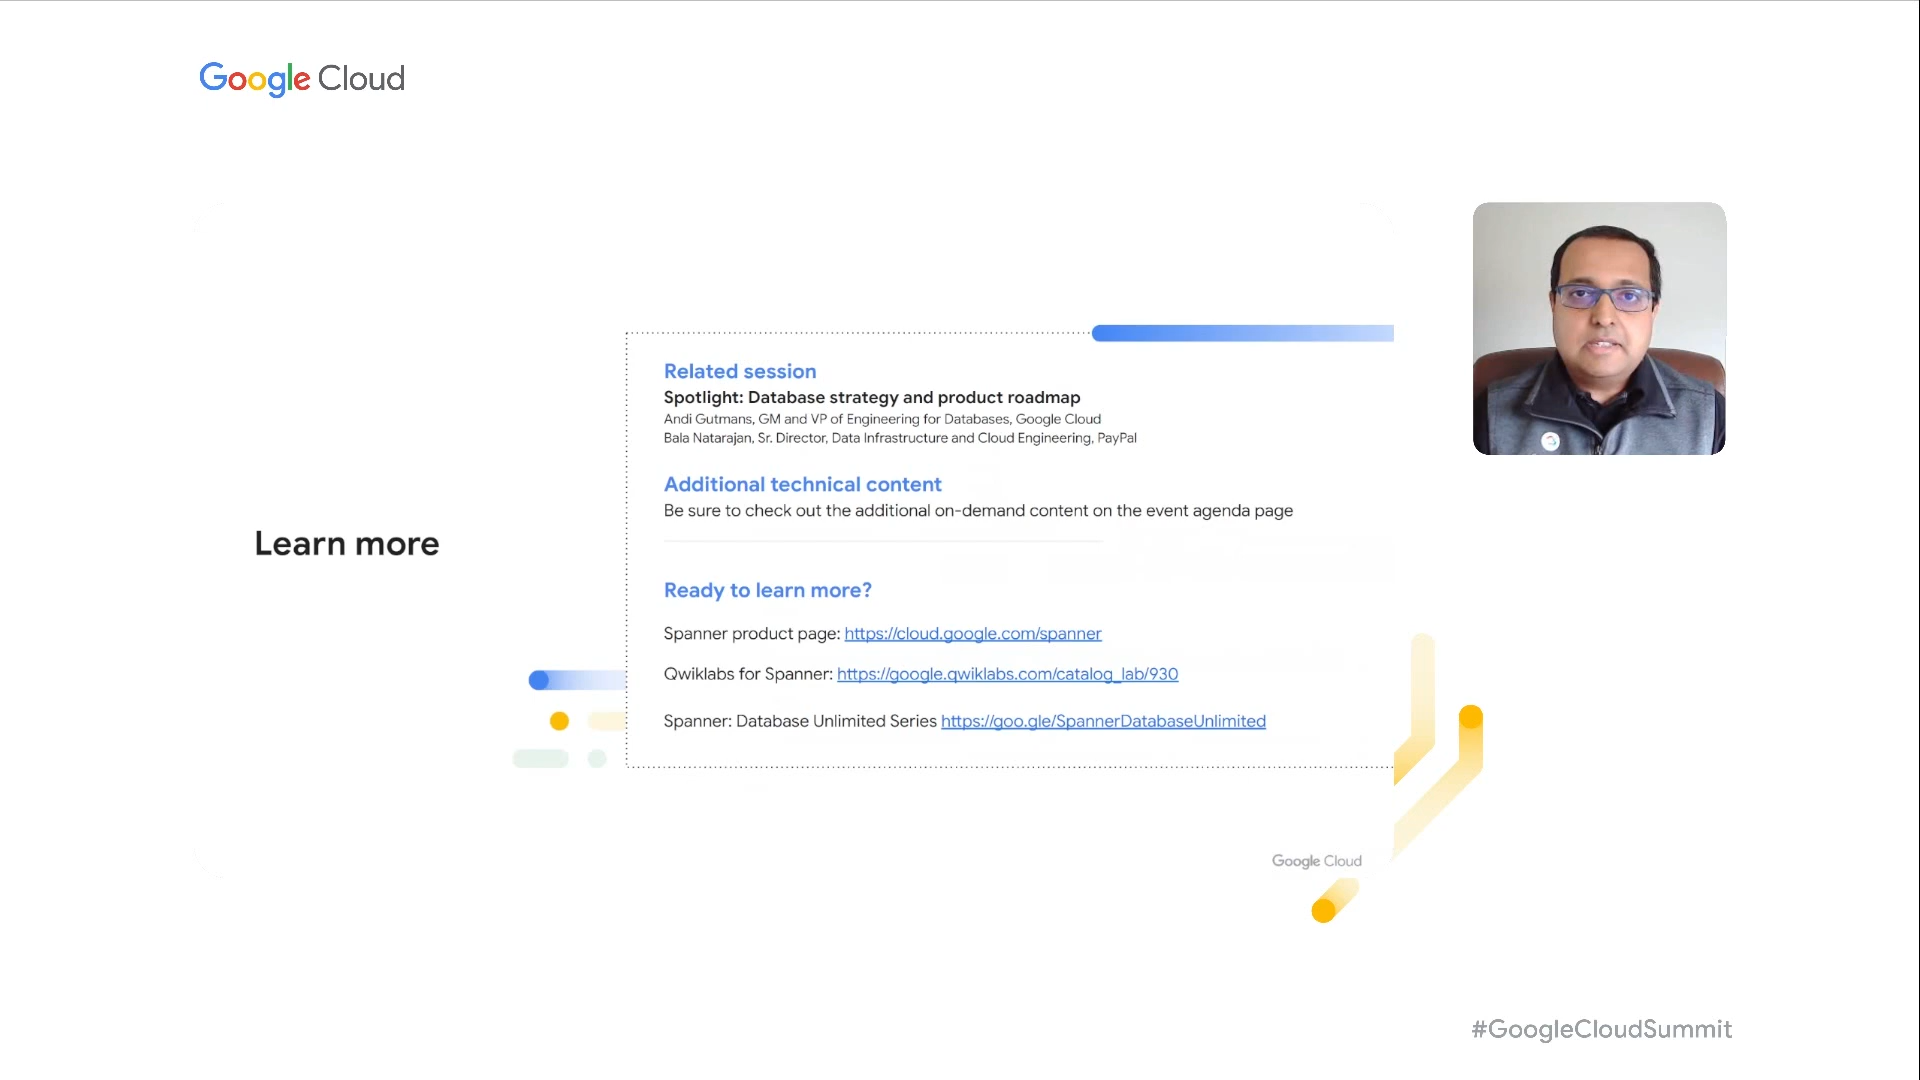 Google Cloud
Related session
Spotlight: Database strategy and product roadmap
Andi Gutmans, GM and VP of Engineering for Databases, Google Cloud
Bala Natarajan, Sr. Director, Data Infrastructure and Cloud Engineering, PayPal
Additional technical content
Be sure to check out the additional on-demand content on the event agenda page
Learn more
Ready to learn more?
Spanner product page: https://cloud.google.com/spanner
Qwiklabs for Spanner: https://google.qwiklabs.com/catalog_lab/930
Spanner: Database Unlimited Series https://goo.gle/SpannerDatabaseUnlimited
Google Cloud
#GoogleCloudSummit